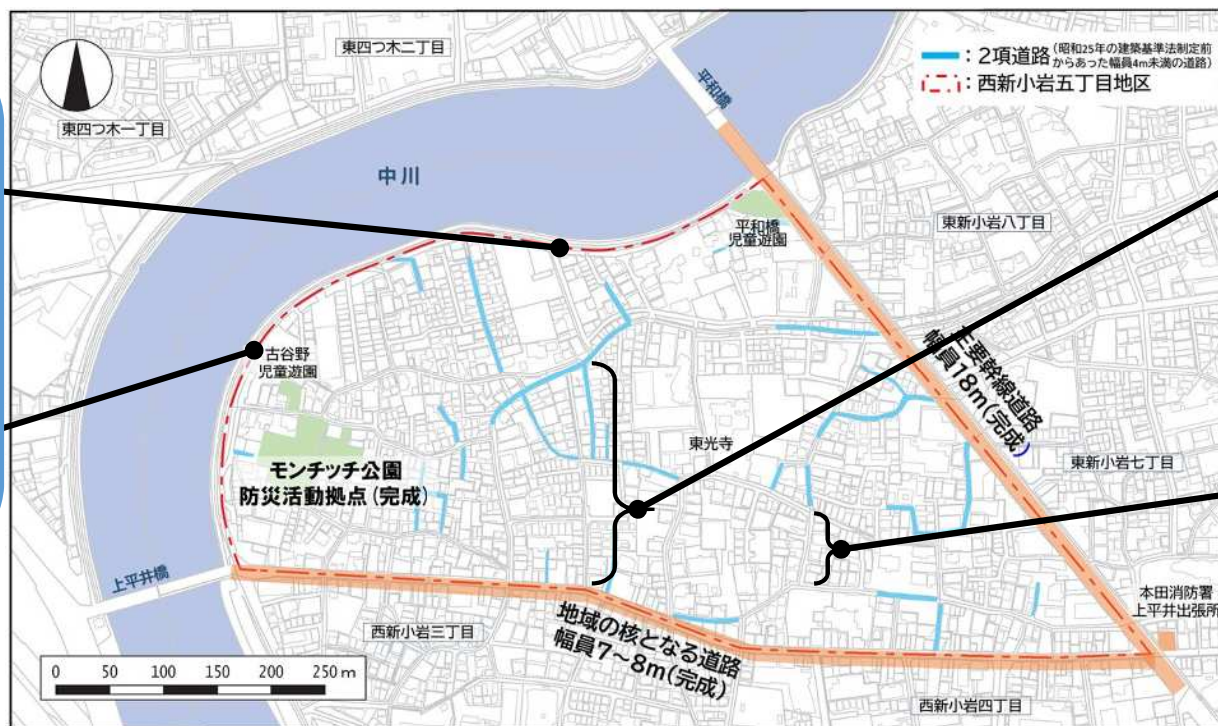 東四つ木二丁目
：2項道路（昭和25年の建築基準法制定前
からあった幅員4m未満の道路）
：西新小岩五丁目地区
東四つ木一丁目
平和橋
中川
平和橋
児童遊園
東新小岩八丁目
古谷野
児童遊園
主要幹線道路
幅員18m(完成)
東光寺
東新小岩七丁目
モンチッチ公園
防災活動拠点(完成)
上平井橋
本田消防署
上平井出張所
地域の核となる道路
幅員7～8m(完成)
西新小岩三丁目
西新小岩四丁目
0 50 100 150 200 250m